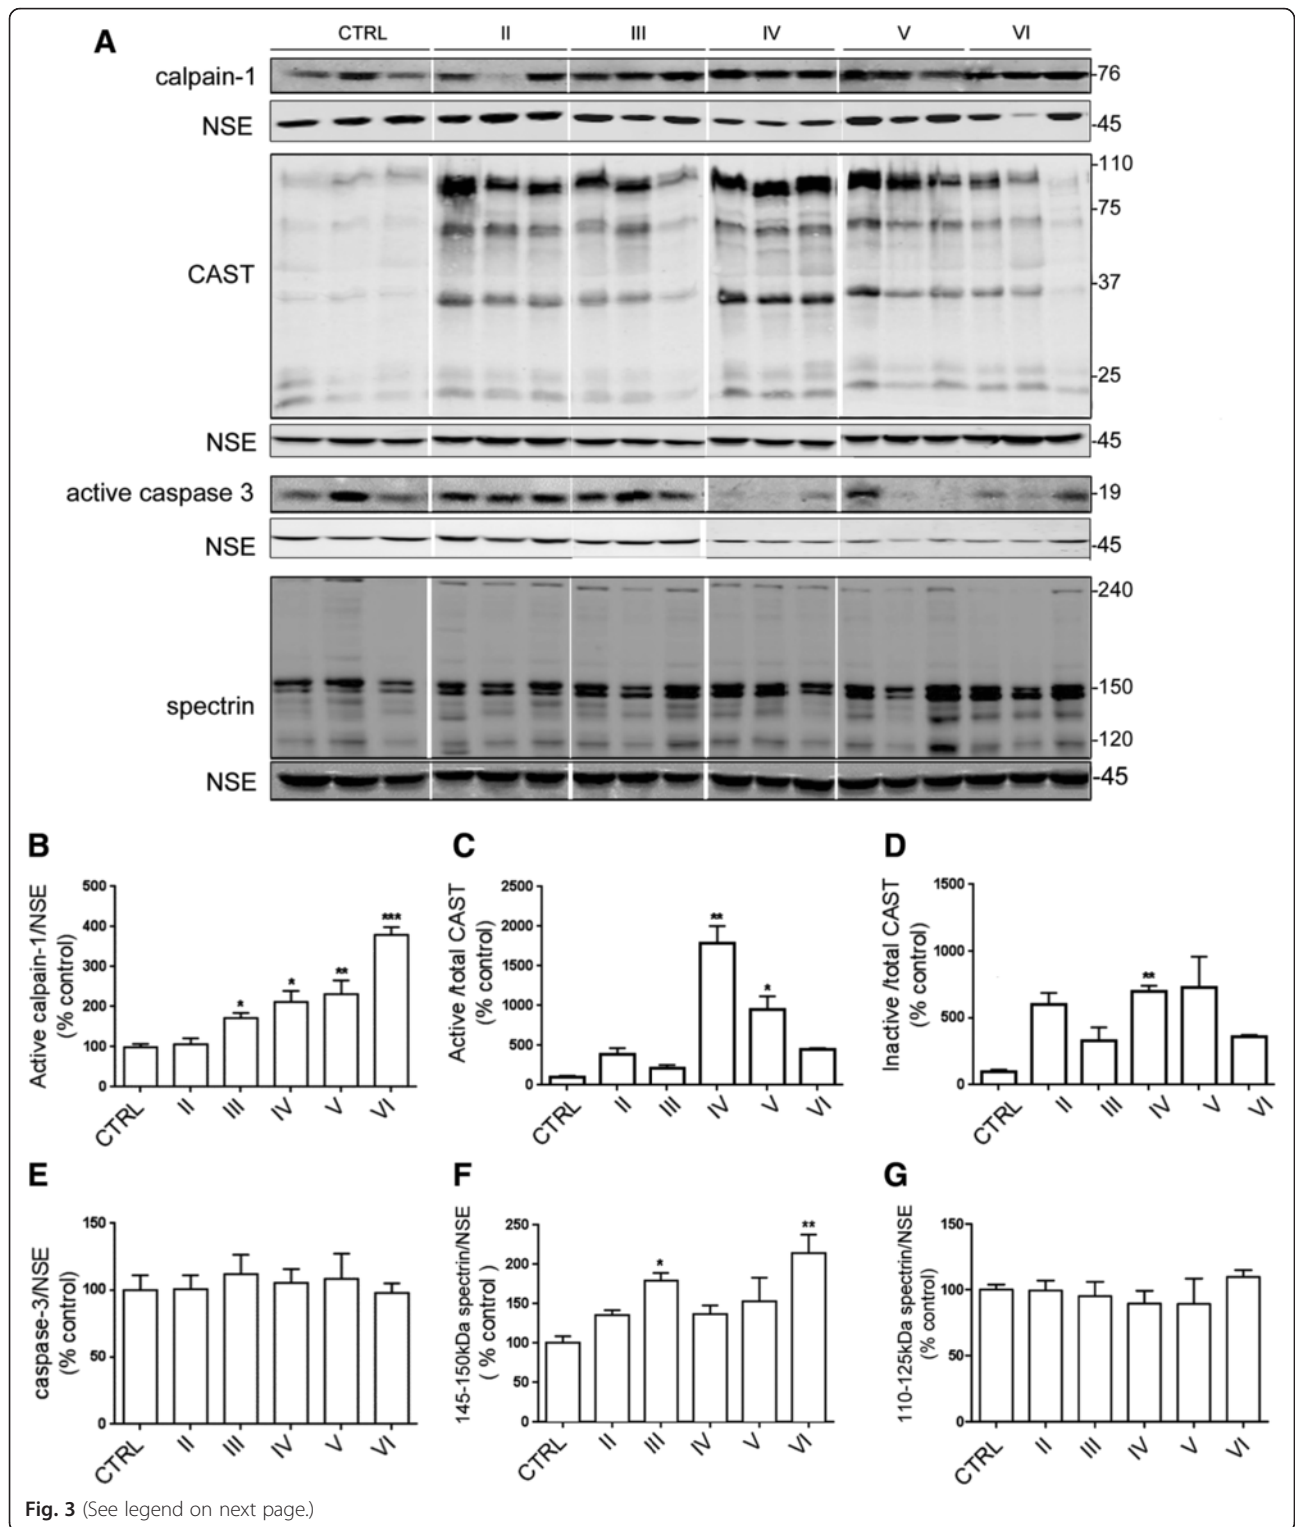 A
CTRL II III IV V VI
calpain-1 -76
NSE -45
CAST -110
-75
-37
-25
NSE -45
active caspase 3 -19
NSE -45
spectrin -240
-150
-120
NSE -45
B
Active calpain-1/NSE
(% control)
500
400
300
200
100
0
* * ** ***
CTRL II III IV V VI
C
Active /total CAST
(% control)
2500
2000
1500
1000
500
0
** *
CTRL II III IV V VI
D
Inactive /total CAST
(% control)
1500
1000
500
0
**
CTRL II III IV V VI
E
caspase-3/NSE
(% control)
150
100
50
0
CTRL II III IV V VI
F
145-150kDa spectrin/NSE
( % control )
250
200
150
100
50
0
* **
CTRL II III IV V VI
G
110-125kDa spectrin/NSE
(% control)
150
100
50
0
CTRL II III IV V VI
Fig. 3 (See legend on next page.)